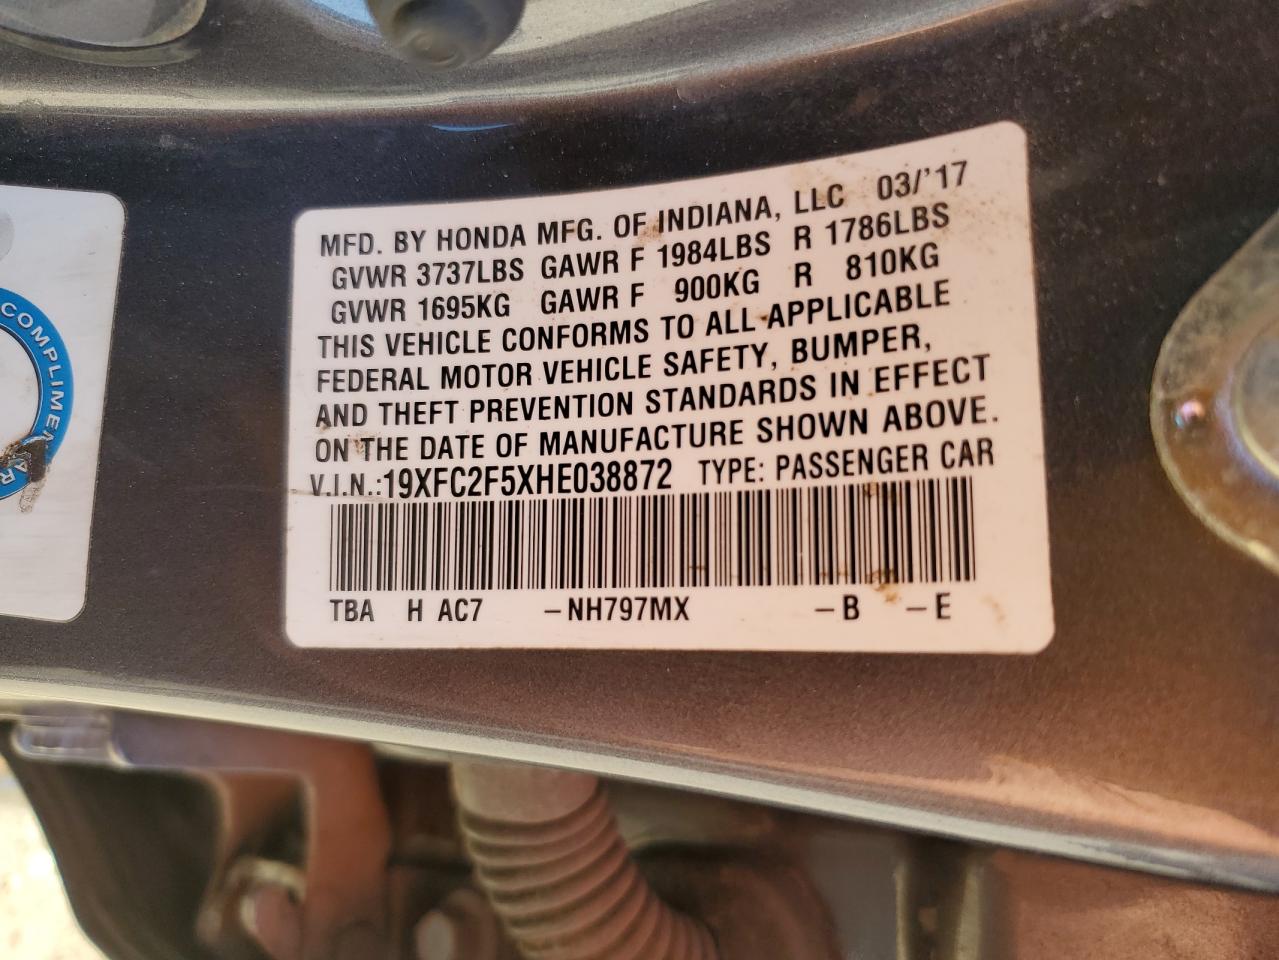 MFD. BY HONDA MFG. OF INDIANA, LLC 03/'17
GVWR 3737LBS GAWR F 1984LBS R 1786LBS
GVWR 1695KG GAWR F 900KG R 810KG
THIS VEHICLE CONFORMS TO ALL APPLICABLE
FEDERAL MOTOR VEHICLE SAFETY, BUMPER,
AND THEFT PREVENTION STANDARDS IN EFFECT
ON THE DATE OF MANUFACTURE SHOWN ABOVE.
V.I.N.:19XFC2F5XHE038872 TYPE: PASSENGER CAR
TBA H AC7 -NH797MX -B -E